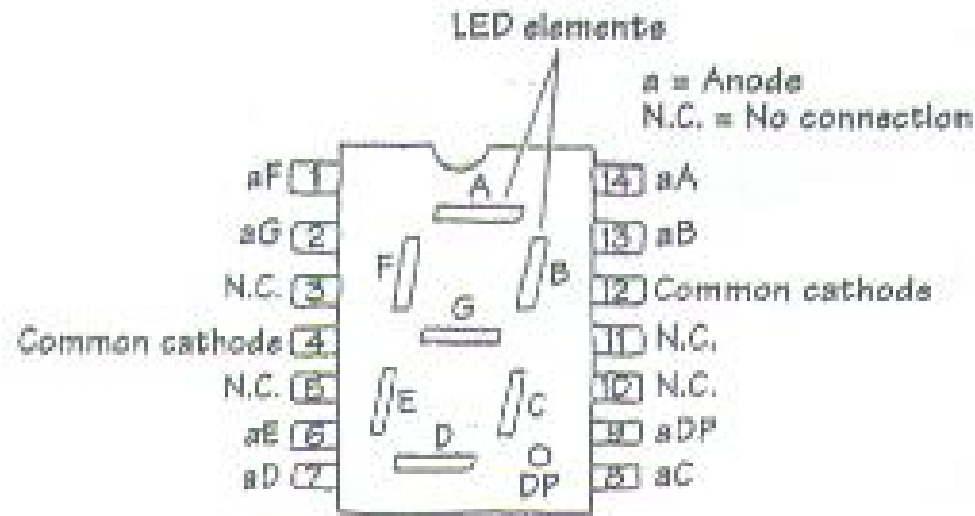 LED elements
a = Anode
N.C. = No connection
aF 1
14 aA
A
aG 2
13 aB
F
B
N.C. 3
12 Common cathode
G
Common cathode 4
11 N.C.
N.C. 5
10 N.C.
E
C
aE 6
9 aDP
D
aD 7
8 aC
DP